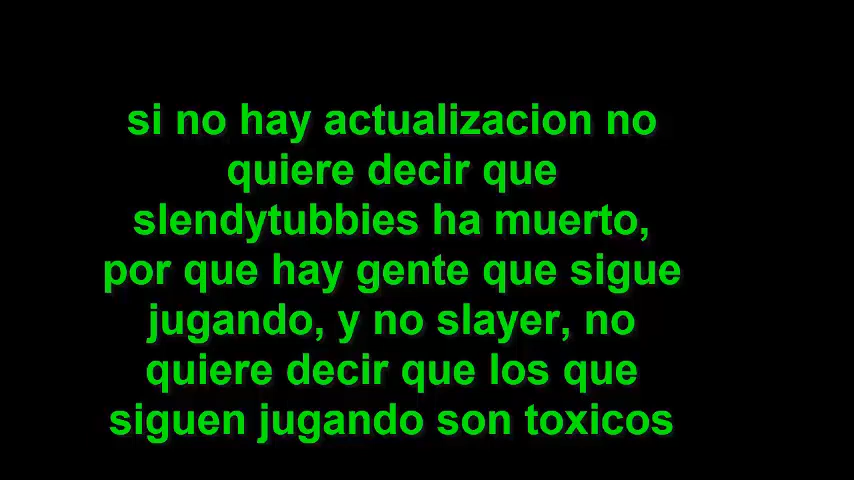 si no hay actualizacion no
quiere decir que
slendytubbies ha muerto,
por que hay gente que sigue
jugando, y no slayer, no
quiere decir que los que
siguen jugando son toxicos